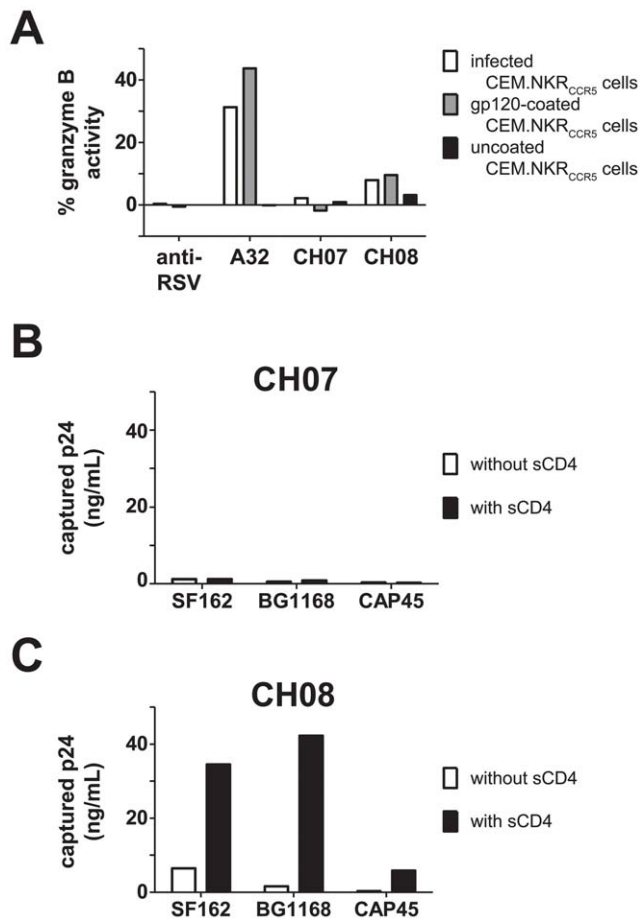 A
% granzyme B
activity
40
20
0
anti-
RSV
A32
CH07
CH08
infected
CEM.NKRCCR5 cells
gp120-coated
CEM.NKRCCR5 cells
uncoated
CEM.NKRCCR5 cells
B
CH07
captured p24
(ng/mL)
40
20
0
SF162
BG1168
CAP45
without sCD4
with sCD4
C
CH08
captured p24
(ng/mL)
40
20
0
SF162
BG1168
CAP45
without sCD4
with sCD4